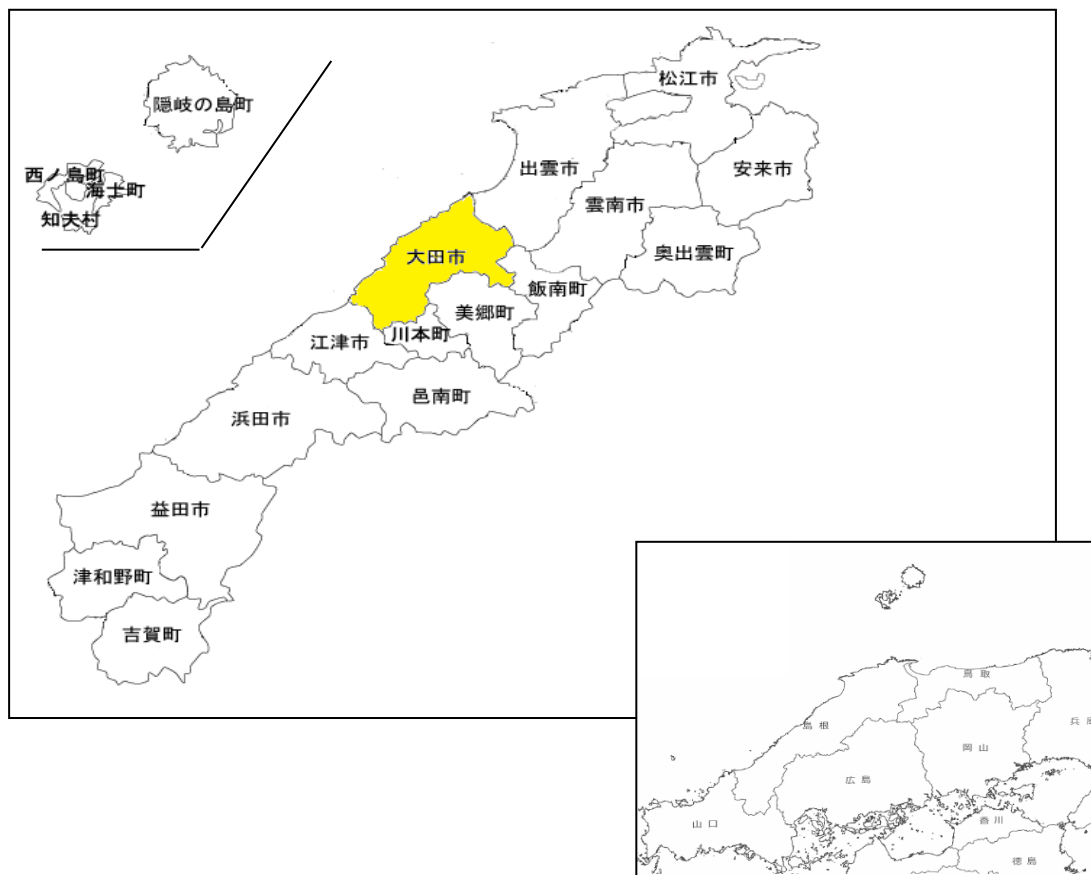 松江市
隠岐の島町
出雲市
安来市
西ノ島町
海士町
雲南市
知夫村
奥出雲町
大田市
飯南町
美郷町
川本町
江津市
邑南町
浜田市
益田市
津和野町
吉賀町
鳥取
島根
兵庫
岡山
広島
香川
山口
徳島